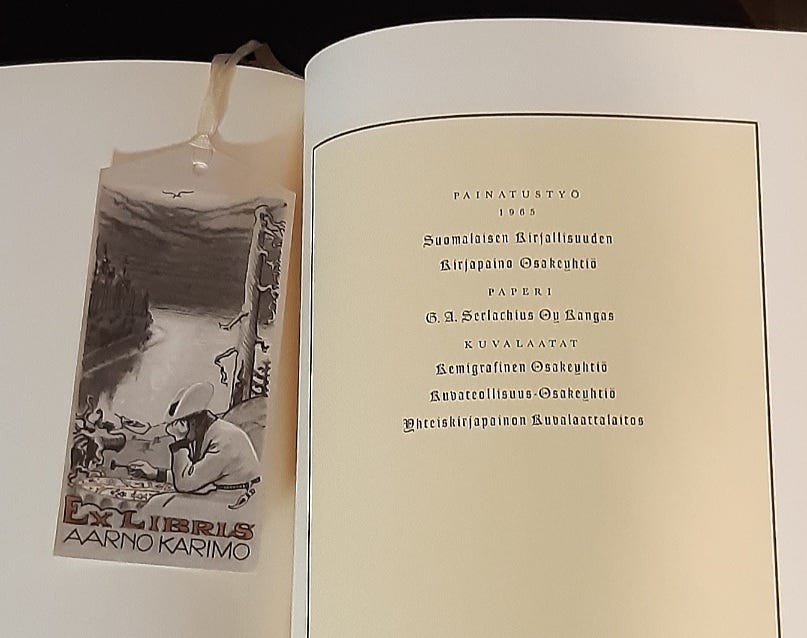 EX LIBRIS
AARNO KARIMO
PAINATUSTYÖ
1965
Suomalaisen Kirjallisuuden
Kirjapaino Osakeyhtiö
PAPERI
G. A. Serlachius Oy Kangas
KUVALAATAT
Kemigrafinen Osakeyhtiö
Kuvateollisuus-Osakeyhtiö
Yhteiskirjapainon Kuvalaattalaitos